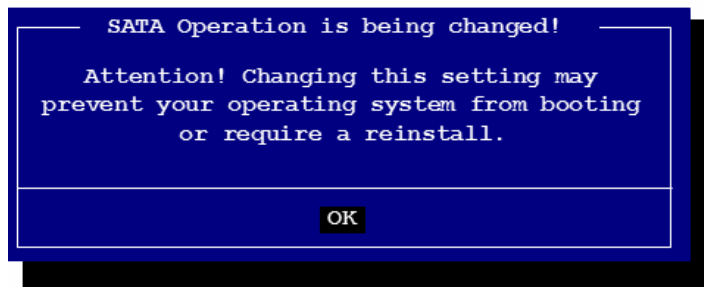 SATA Operation is being changed!
Attention! Changing this setting may
prevent your operating system from booting
or require a reinstall.
OK